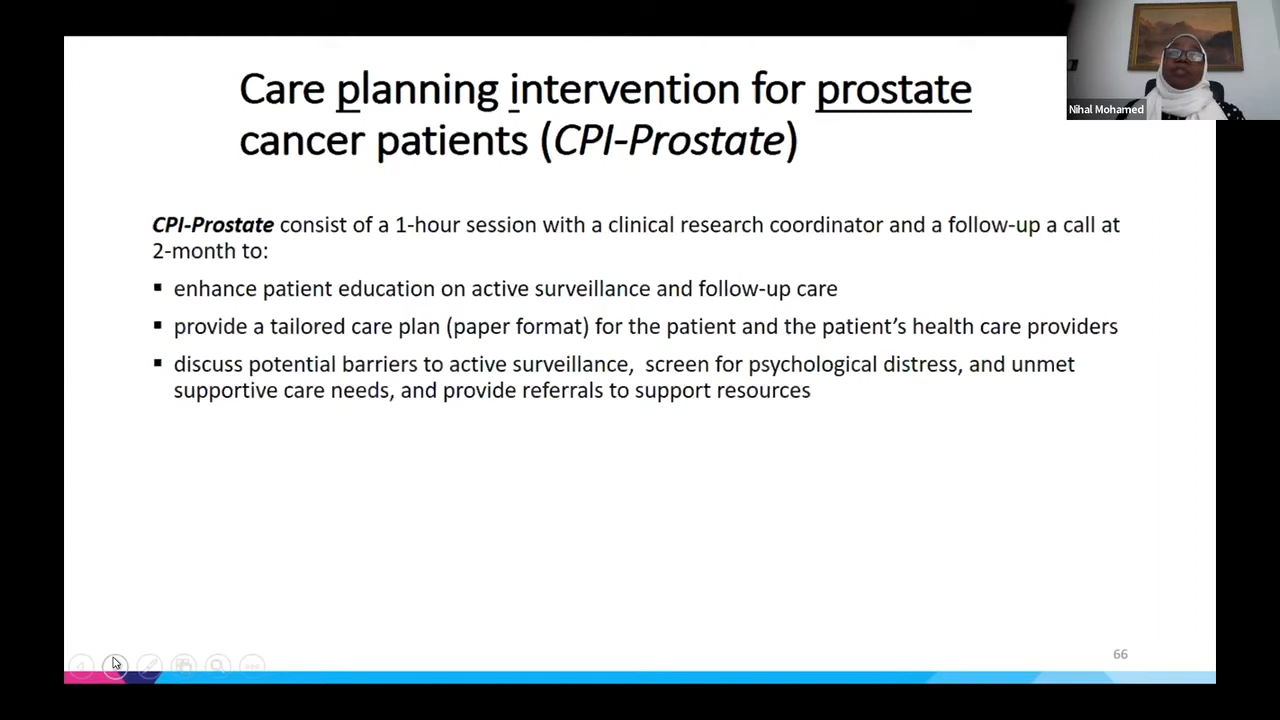 Care planning intervention for prostate
cancer patients (CPI-Prostate)
Nihal Mohamed
CPI-Prostate consist of a 1-hour session with a clinical research coordinator and a follow-up a call at
2-month to:
▪ enhance patient education on active surveillance and follow-up care
▪ provide a tailored care plan (paper format) for the patient and the patient’s health care providers
▪ discuss potential barriers to active surveillance,  screen for psychological distress, and unmet
supportive care needs, and provide referrals to support resources
66